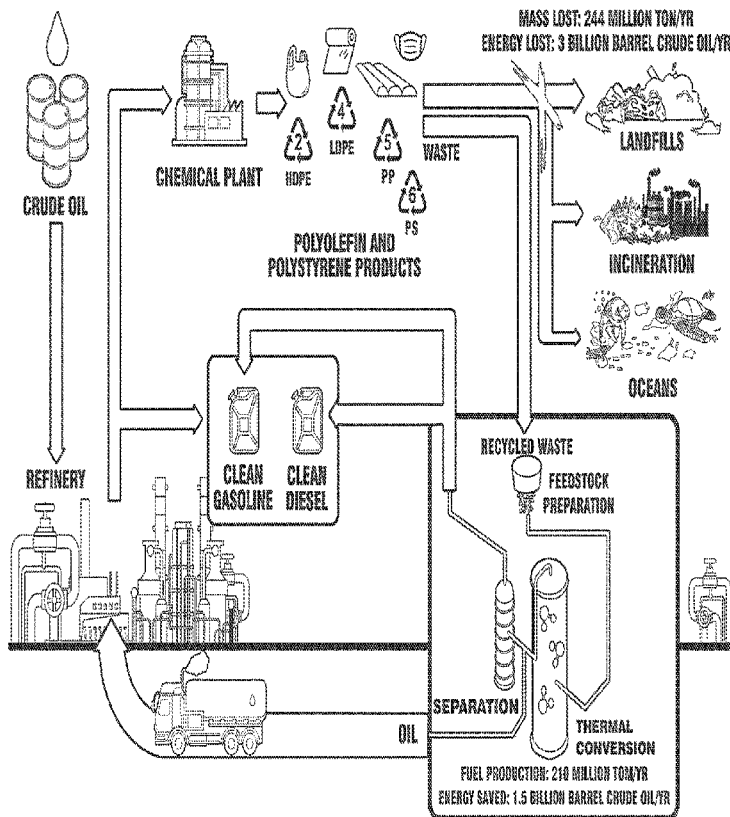 MASS LOST: 244 MILLION TON/YR
ENERGY LOST: 3 BILLION BARREL CRUDE OIL/YR
CRUDE OIL
CHEMICAL PLANT
2
HDPE
4
LDPE
5
PP
6
PS
WASTE
LANDFILLS
POLYOLEFIN AND
POLYSTYRENE PRODUCTS
INCINERATION
OCEANS
REFINERY
CLEAN
GASOLINE
CLEAN
DIESEL
RECYCLED WASTE
FEEDSTOCK
PREPARATION
SEPARATION
OIL
THERMAL
CONVERSION
FUEL PRODUCTION: 210 MILLION TOM/YR
ENERGY SAVED: 1.5 BILLION BARREL CRUDE OIL/YR